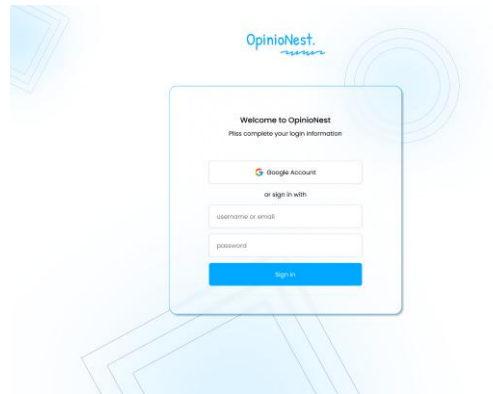 OpinioNest.
Welcome to OpinioNest
Pliss complete your login information
Google Account
or sign in with
username or email
password
Sign in